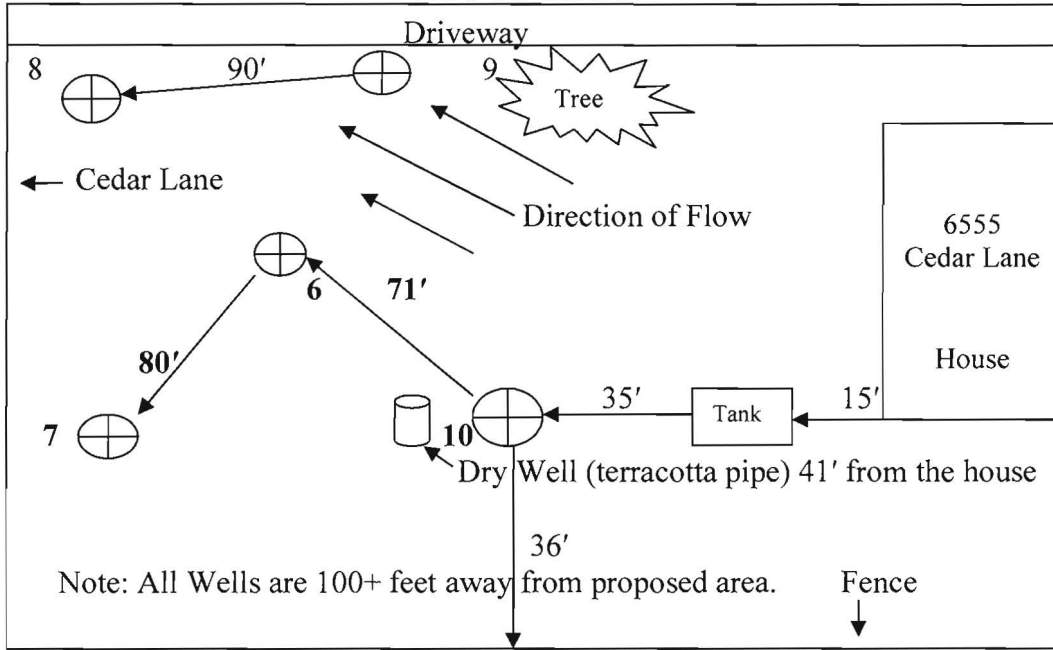 Driveway
8
90′
9
Tree
Cedar Lane
Direction of Flow
6555
Cedar Lane
House
6
71′
80′
7
10
35′
Tank
15′
Dry Well (terracotta pipe) 41′ from the house
36′
Note: All Wells are 100+ feet away from proposed area.
Fence